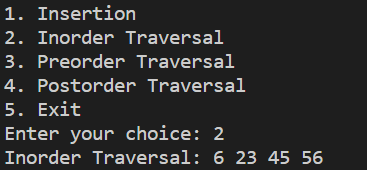 1. Insertion
2. Inorder Traversal
3. Preorder Traversal
4. Postorder Traversal
5. Exit
Enter your choice: 2
Inorder Traversal: 6 23 45 56